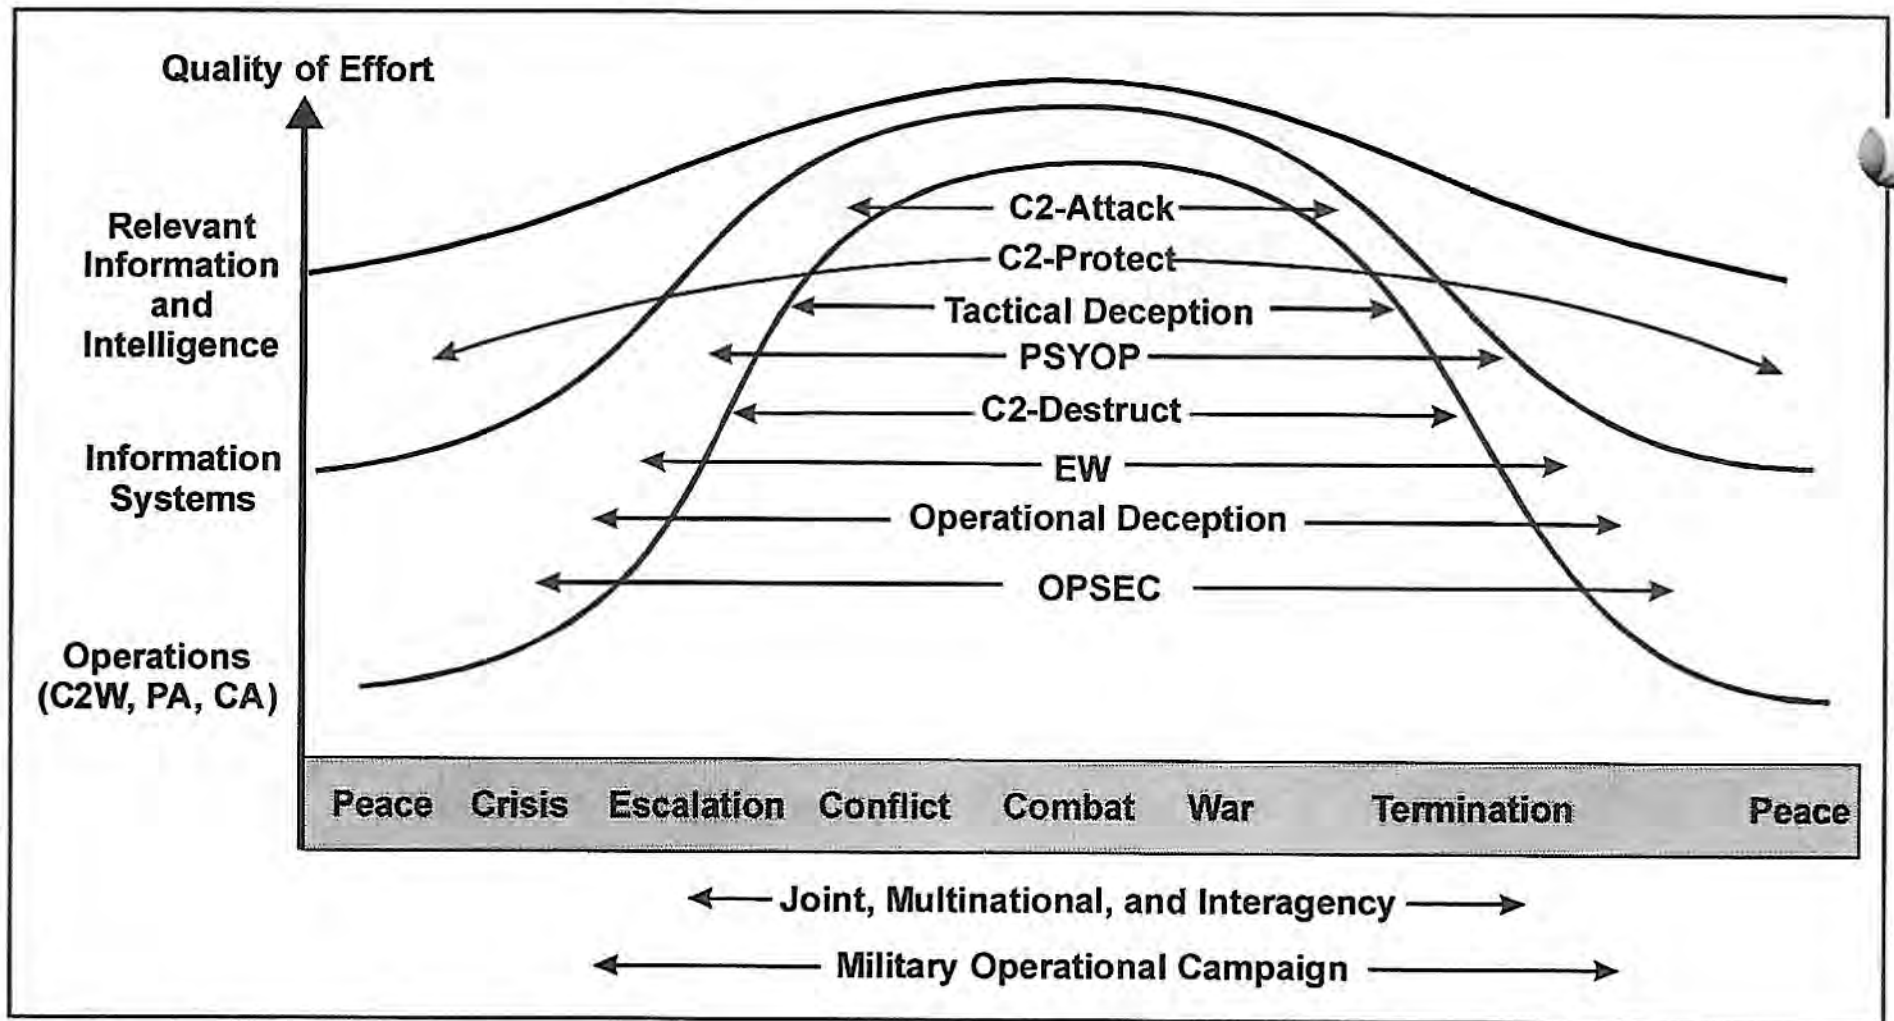 Quality of Effort
Relevant
Information
and
Intelligence
Information
Systems
Operations
(C2W, PA, CA)
C2-Attack
C2-Protect
Tactical Deception
PSYOP
C2-Destruct
EW
Operational Deception
OPSEC
Peace Crisis Escalation Conflict Combat War Termination Peace
Joint, Multinational, and Interagency
Military Operational Campaign